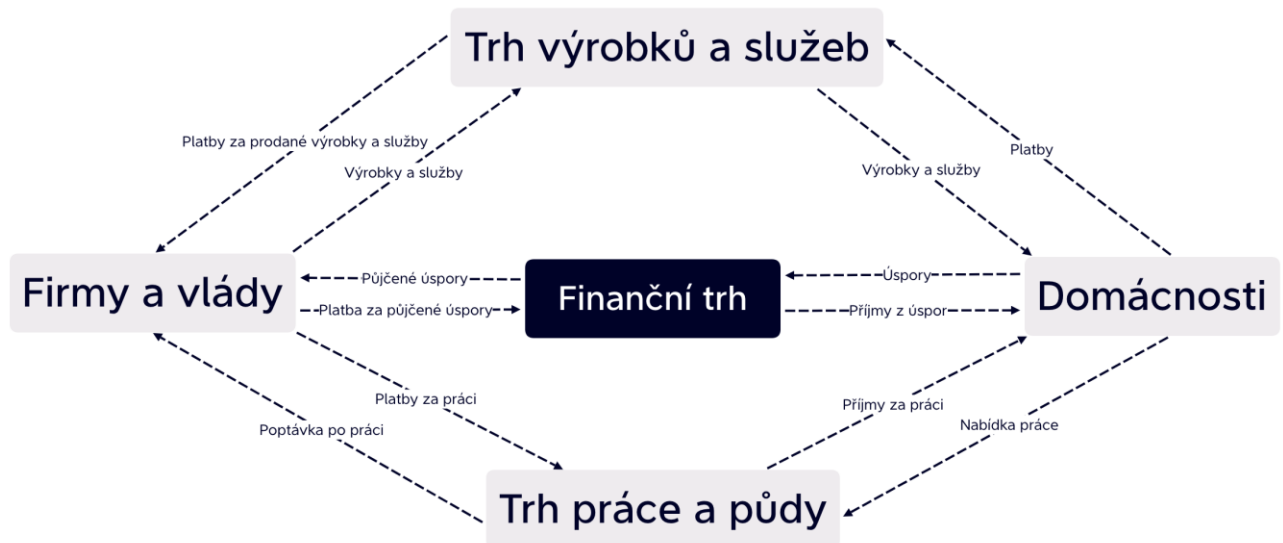 Trh výrobků a služeb
Platby za prodané výrobky a služby
Platby
Výrobky a služby
Výrobky a služby
Firmy a vlády
Půjčené úspory
Platba za půjčené úspory
Finanční trh
Úspory
Příjmy z úspor
Domácnosti
Platby za práci
Příjmy za práci
Poptávka po práci
Nabídka práce
Trh práce a půdy